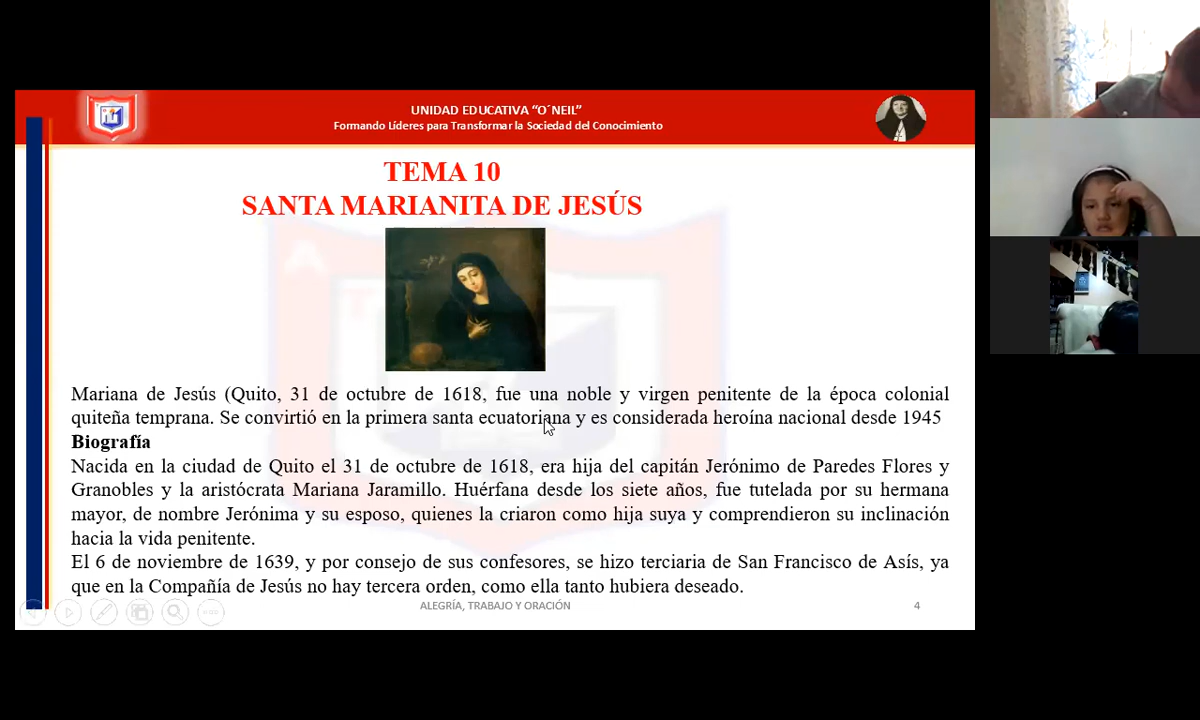 UNIDAD EDUCATIVA “O´NEIL”
Formando Líderes para Transformar la Sociedad del Conocimiento
TEMA 10
SANTA MARIANITA DE JESÚS
Mariana de Jesús (Quito, 31 de octubre de 1618, fue una noble y virgen penitente de la época colonial
quiteña temprana. Se convirtió en la primera santa ecuatoriana y es considerada heroína nacional desde 1945
Biografía
Nacida en la ciudad de Quito el 31 de octubre de 1618, era hija del capitán Jerónimo de Paredes Flores y
Granobles y la aristócrata Mariana Jaramillo. Huérfana desde los siete años, fue tutelada por su hermana
mayor, de nombre Jerónima y su esposo, quienes la criaron como hija suya y comprendieron su inclinación
hacia la vida penitente.
El 6 de noviembre de 1639, y por consejo de sus confesores, se hizo terciaria de San Francisco de Asís, ya
que en la Compañía de Jesús no hay tercera orden, como ella tanto hubiera deseado.
ALEGRÍA, TRABAJO Y ORACIÓN
4